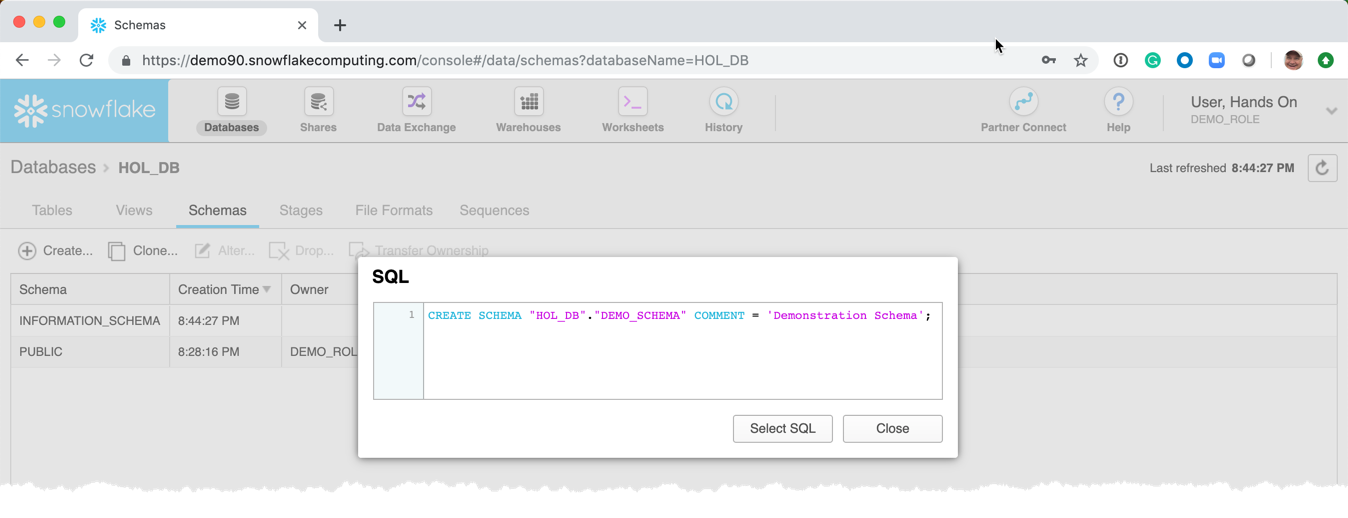 Schemas
https://demo90.snowflakecomputing.com/console#/data/schemas?databaseName=HOL_DB
snowflake
Databases Shares Data Exchange Warehouses Worksheets History Partner Connect Help
User, Hands On
DEMO_ROLE
Databases HOL_DB
Last refreshed 8:44:27 PM
Tables Views Schemas Stages File Formats Sequences
Create... Clone... Alter... Drop... Transfer Ownership
Schema Creation Time Owner
INFORMATION_SCHEMA 8:44:27 PM
PUBLIC 8:28:16 PM DEMO_ROL
SQL
1 CREATE SCHEMA "HOL_DB"."DEMO_SCHEMA" COMMENT = 'Demonstration Schema';
Select SQL Close